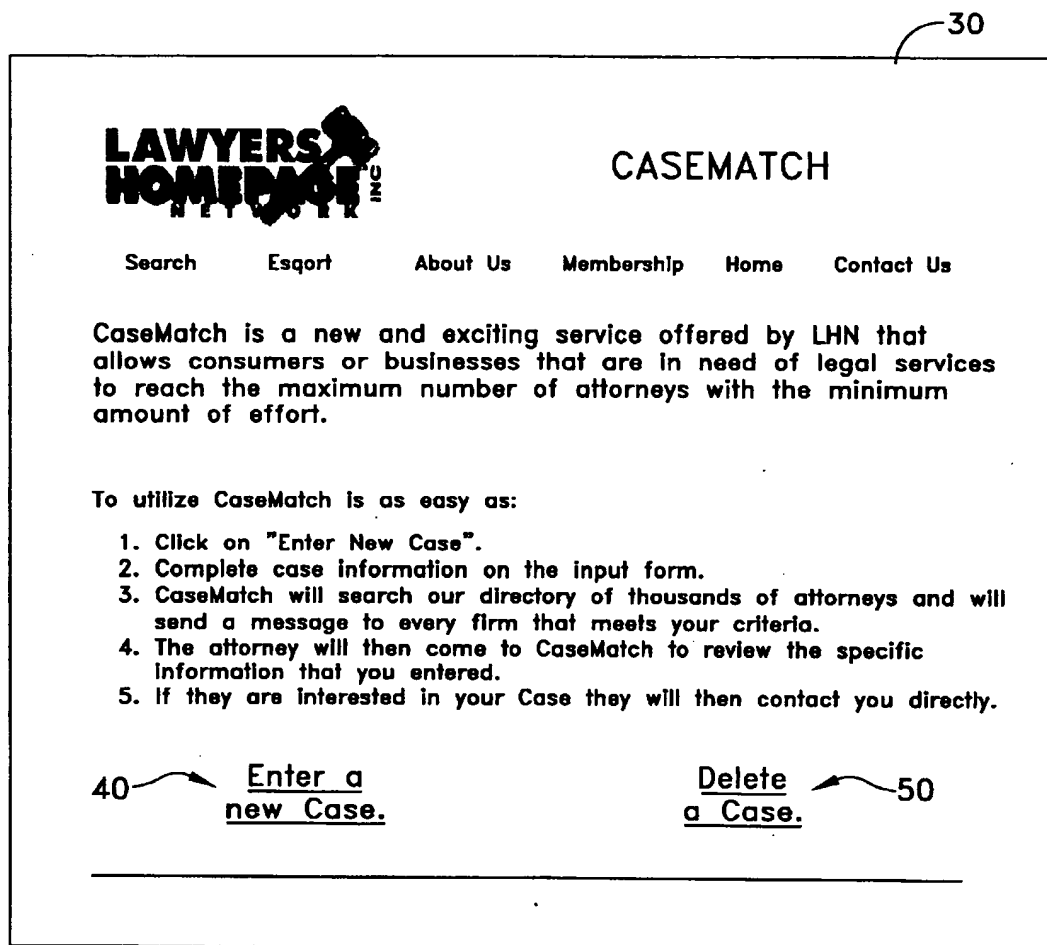 30
LAWYERS
HOMEPAGE INC
NETWORK
CASEMATCH
Search Esqort About Us Membership Home Contact Us
CaseMatch is a new and exciting service offered by LHN that
allows consumers or businesses that are in need of legal services
to reach the maximum number of attorneys with the minimum
amount of effort.
To utilize CaseMatch is as easy as:
1. Click on "Enter New Case".
2. Complete case information on the input form.
3. CaseMatch will search our directory of thousands of attorneys and will
send a message to every firm that meets your criteria.
4. The attorney will then come to CaseMatch to review the specific
information that you entered.
5. If they are interested in your Case they will then contact you directly.
40 Enter a
new Case.
Delete 50
a Case.